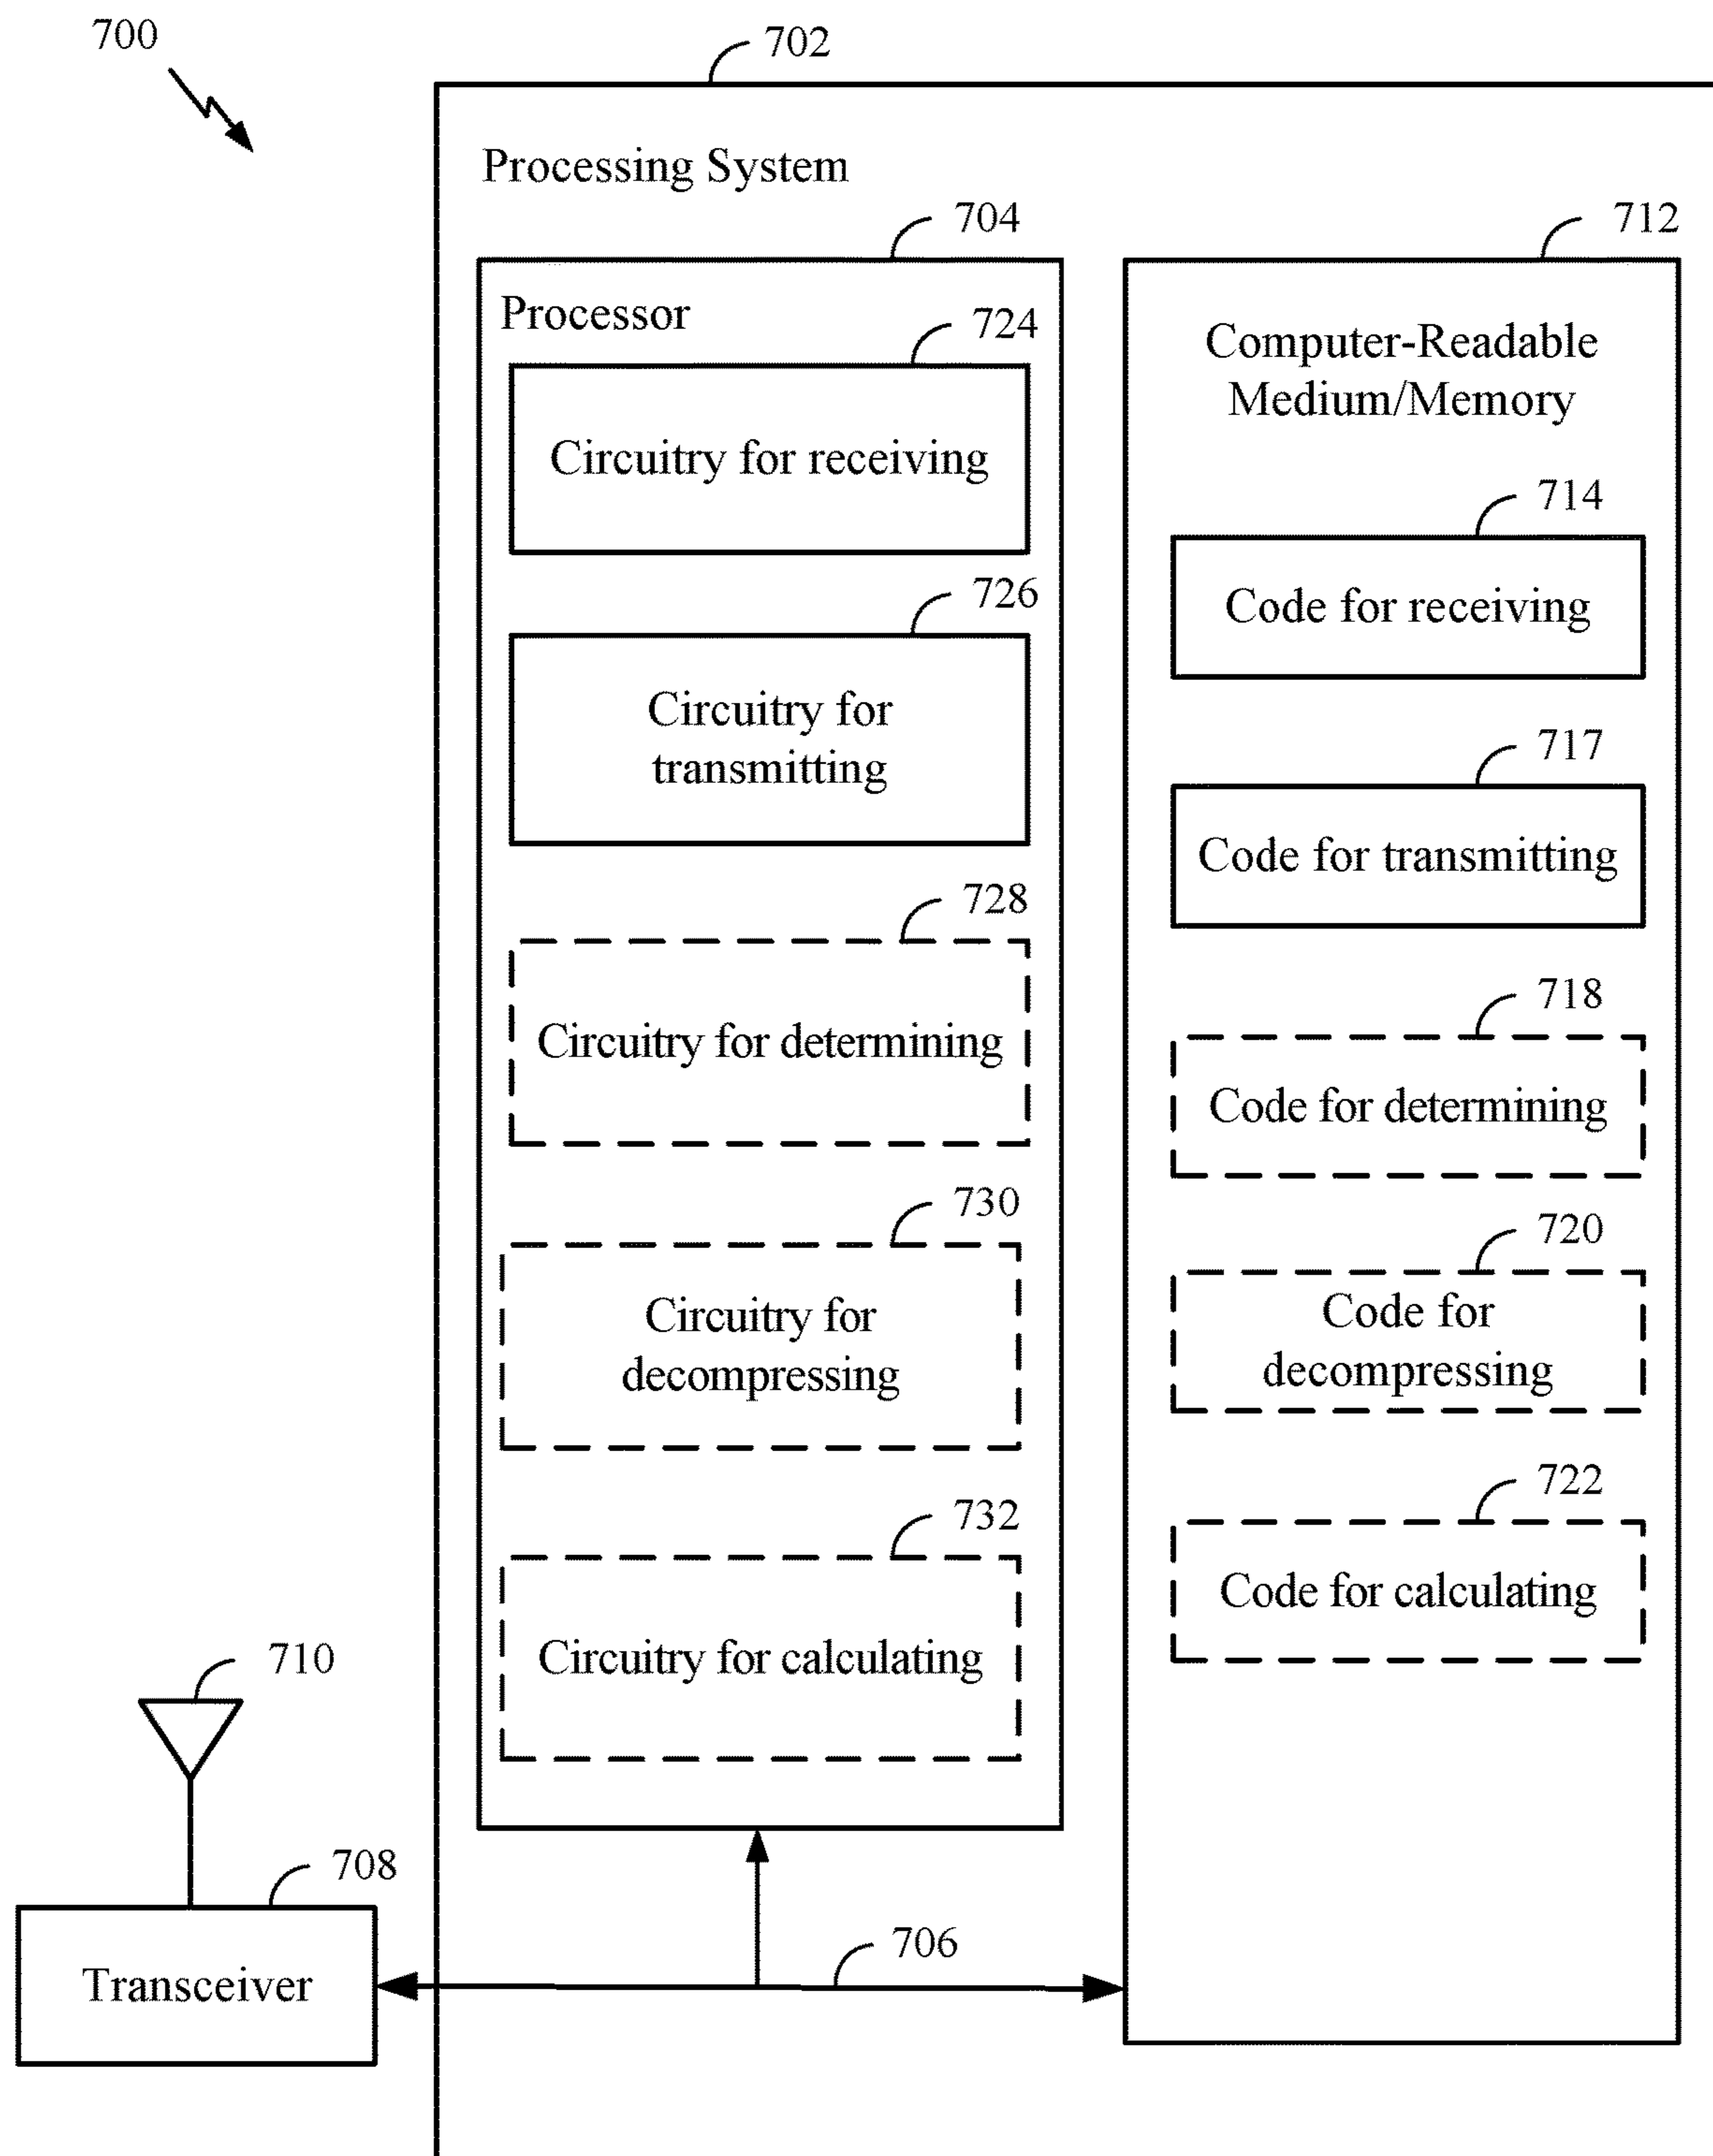 700
702
Processing System
704
Processor
724
Circuitry for receiving
726
Circuitry for
transmitting
728
Circuitry for determining
730
Circuitry for
decompressing
732
Circuitry for calculating
712
Computer-Readable
Medium/Memory
714
Code for receiving
717
Code for transmitting
718
Code for determining
720
Code for
decompressing
722
Code for calculating
710
708
Transceiver
706